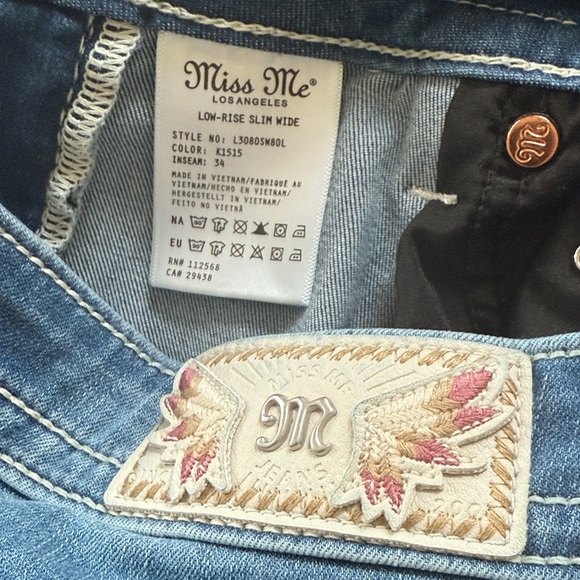 Miss Me®
LOS ANGELES
LOW-RISE SLIM WIDE
STYLE NO: L3080SW80L
COLOR: K1515
INSEAM: 34
MADE IN VIETNAM/FABRIQUÉ AU
VIETNAM/HECHO EN VIETNAM/
HERGESTELLT IN VIETNAM/
FEITO NO VIETNÃ
NA
EU
RN# 112568
CA# 29438
m
MISS ME
M
JEANS